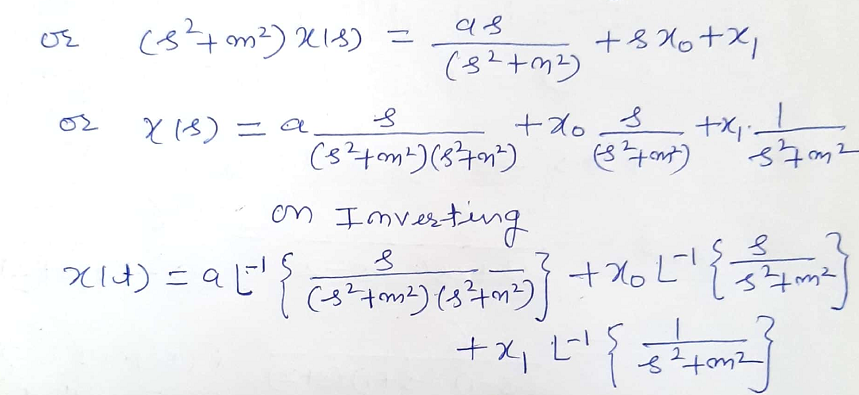 or (s²+m²) x(s) = as/(s²+n²) + s x₀ + x₁
or x(s) = a s/((s²+m²)(s²+n²)) + x₀ s/(s²+m²) + x₁ · 1/(s²+m²)
on Inverting
x(t) = a L⁻¹ { s/((s²+m²)(s²+n²)) } + x₀ L⁻¹ { s/(s²+m²) }
+ x₁ L⁻¹ { 1/(s²+m²) }